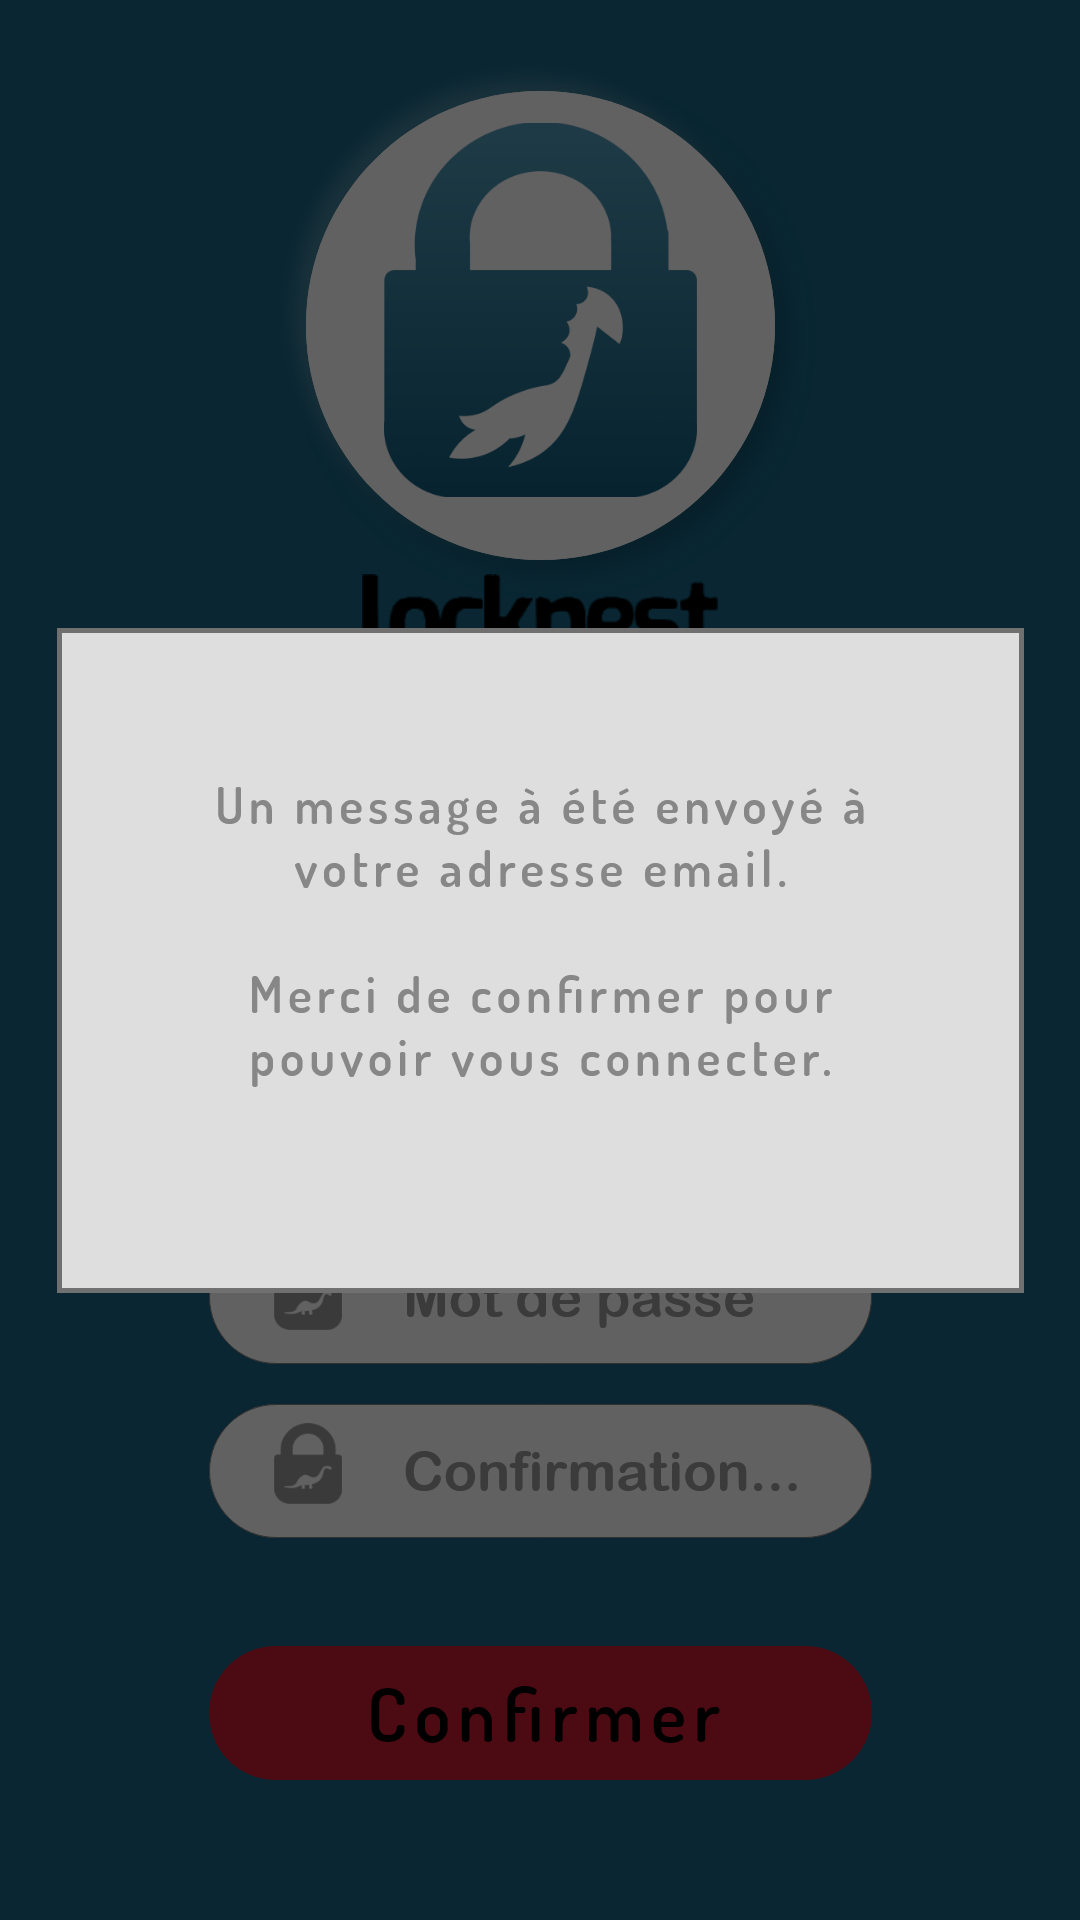 locknest
Un message à été envoyé à
votre adresse email.
Merci de confirmer pour
pouvoir vous connecter.
Mot de passe
Confirmation...
Confirmer